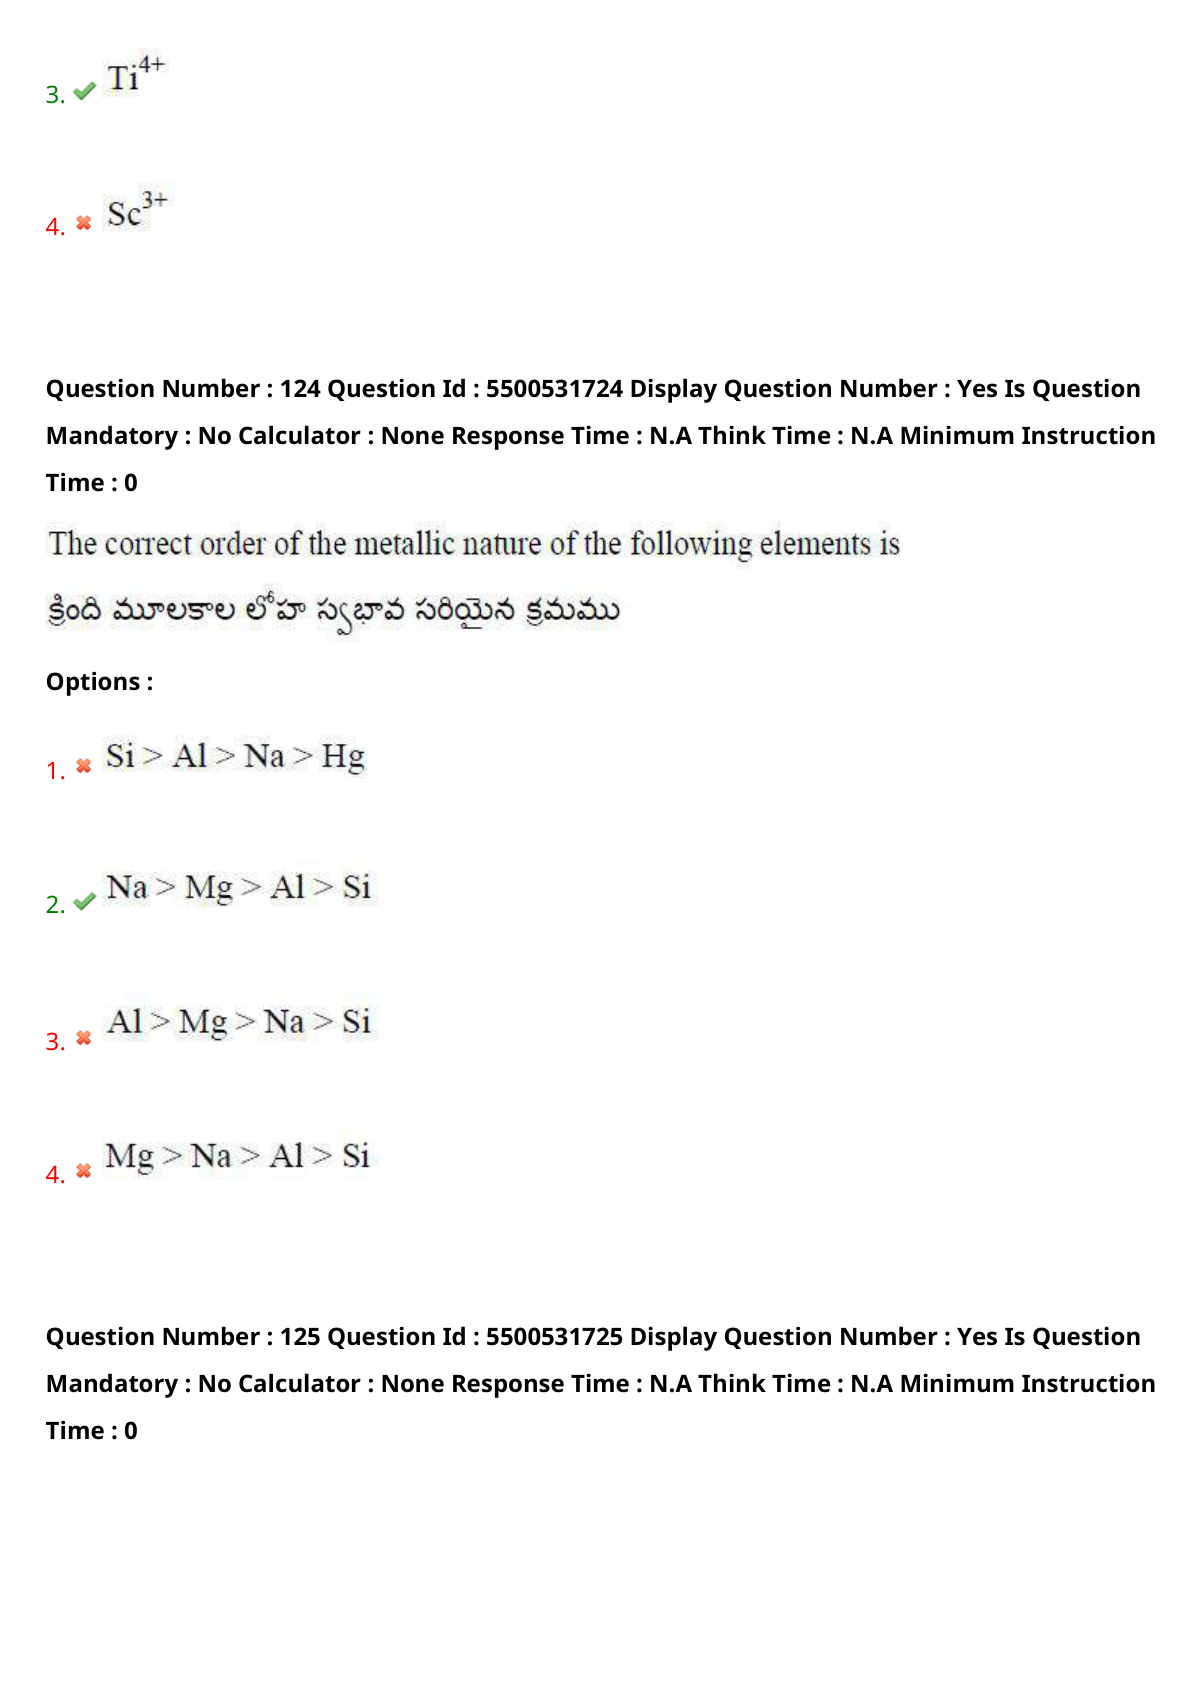 3. Ti⁴⁺
4. Sc³⁺
Question Number : 124 Question Id : 5500531724 Display Question Number : Yes Is Question
Mandatory : No Calculator : None Response Time : N.A Think Time : N.A Minimum Instruction
Time : 0
The correct order of the metallic nature of the following elements is
క్రింది మూలకాల లోహ స్వభావ సరియైన క్రమము
Options :
1. Si > Al > Na > Hg
2. Na > Mg > Al > Si
3. Al > Mg > Na > Si
4. Mg > Na > Al > Si
Question Number : 125 Question Id : 5500531725 Display Question Number : Yes Is Question
Mandatory : No Calculator : None Response Time : N.A Think Time : N.A Minimum Instruction
Time : 0